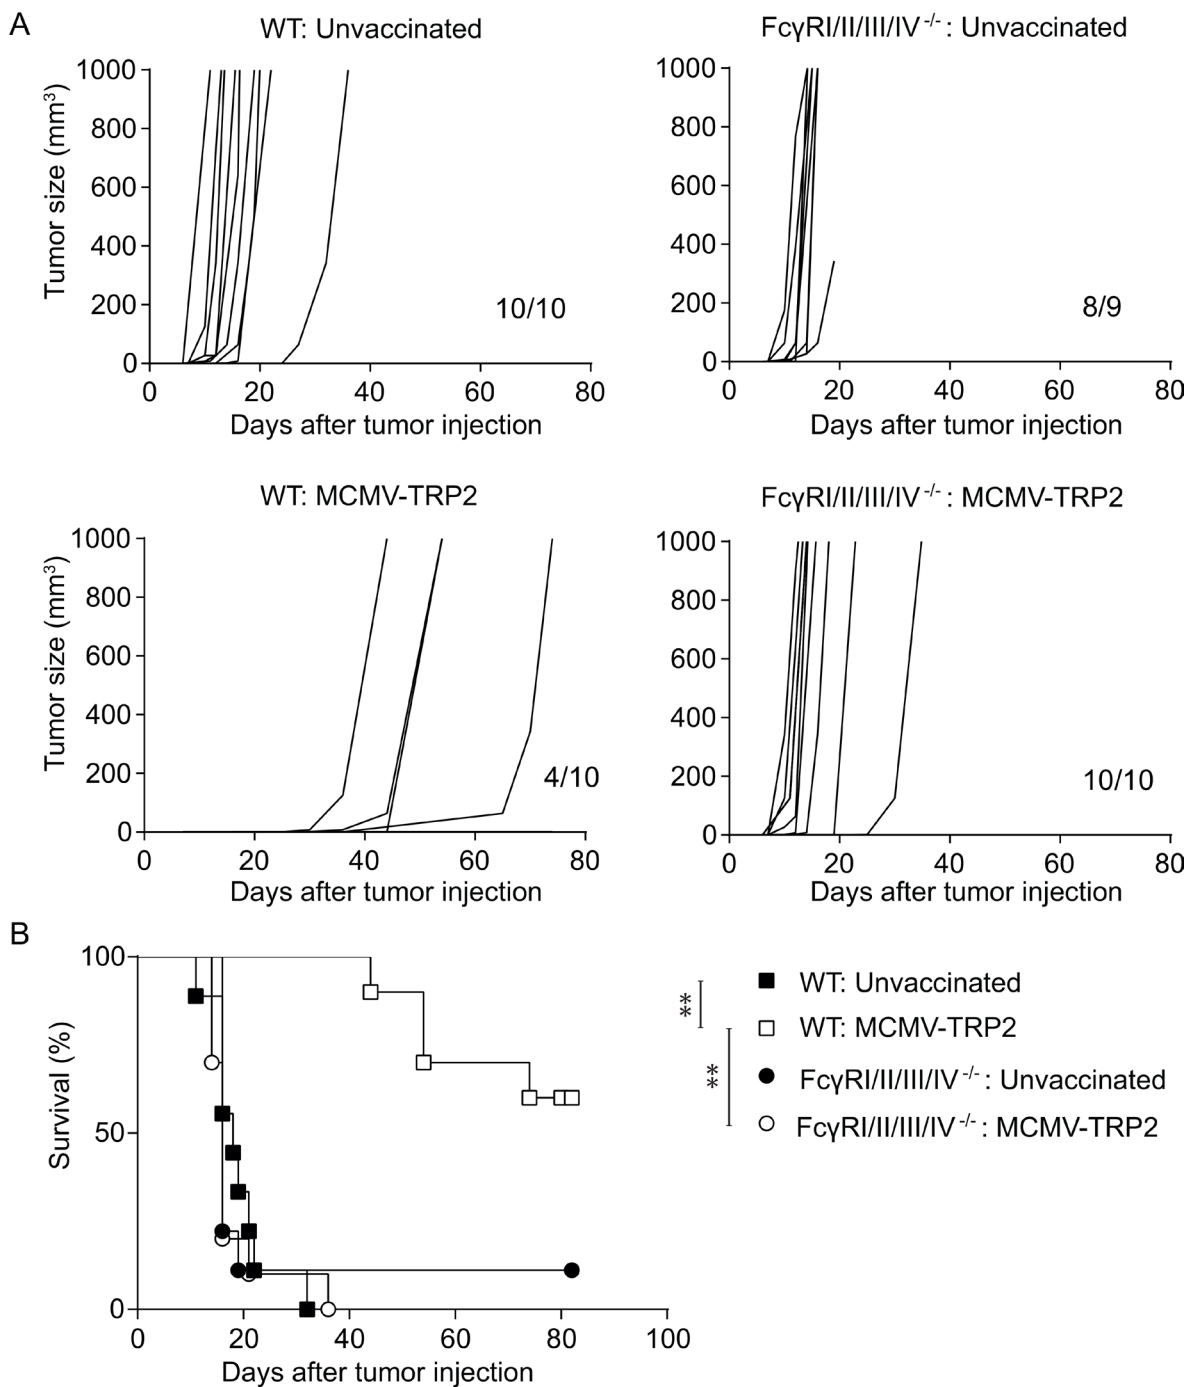 A
WT: Unvaccinated
FcγRI/II/III/IV-/- : Unvaccinated
Tumor size (mm3)
1000
800
600
400
200
0
10/10
0 20 40 60 80
Days after tumor injection
1000
800
600
400
200
0
8/9
0 20 40 60 80
Days after tumor injection
WT: MCMV-TRP2
FcγRI/II/III/IV-/- : MCMV-TRP2
Tumor size (mm3)
1000
800
600
400
200
0
4/10
0 20 40 60 80
Days after tumor injection
1000
800
600
400
200
0
10/10
0 20 40 60 80
Days after tumor injection
B
Survival (%)
100
50
0
0 20 40 60 80 100
Days after tumor injection
**
**
WT: Unvaccinated
WT: MCMV-TRP2
FcγRI/II/III/IV-/- : Unvaccinated
FcγRI/II/III/IV-/- : MCMV-TRP2